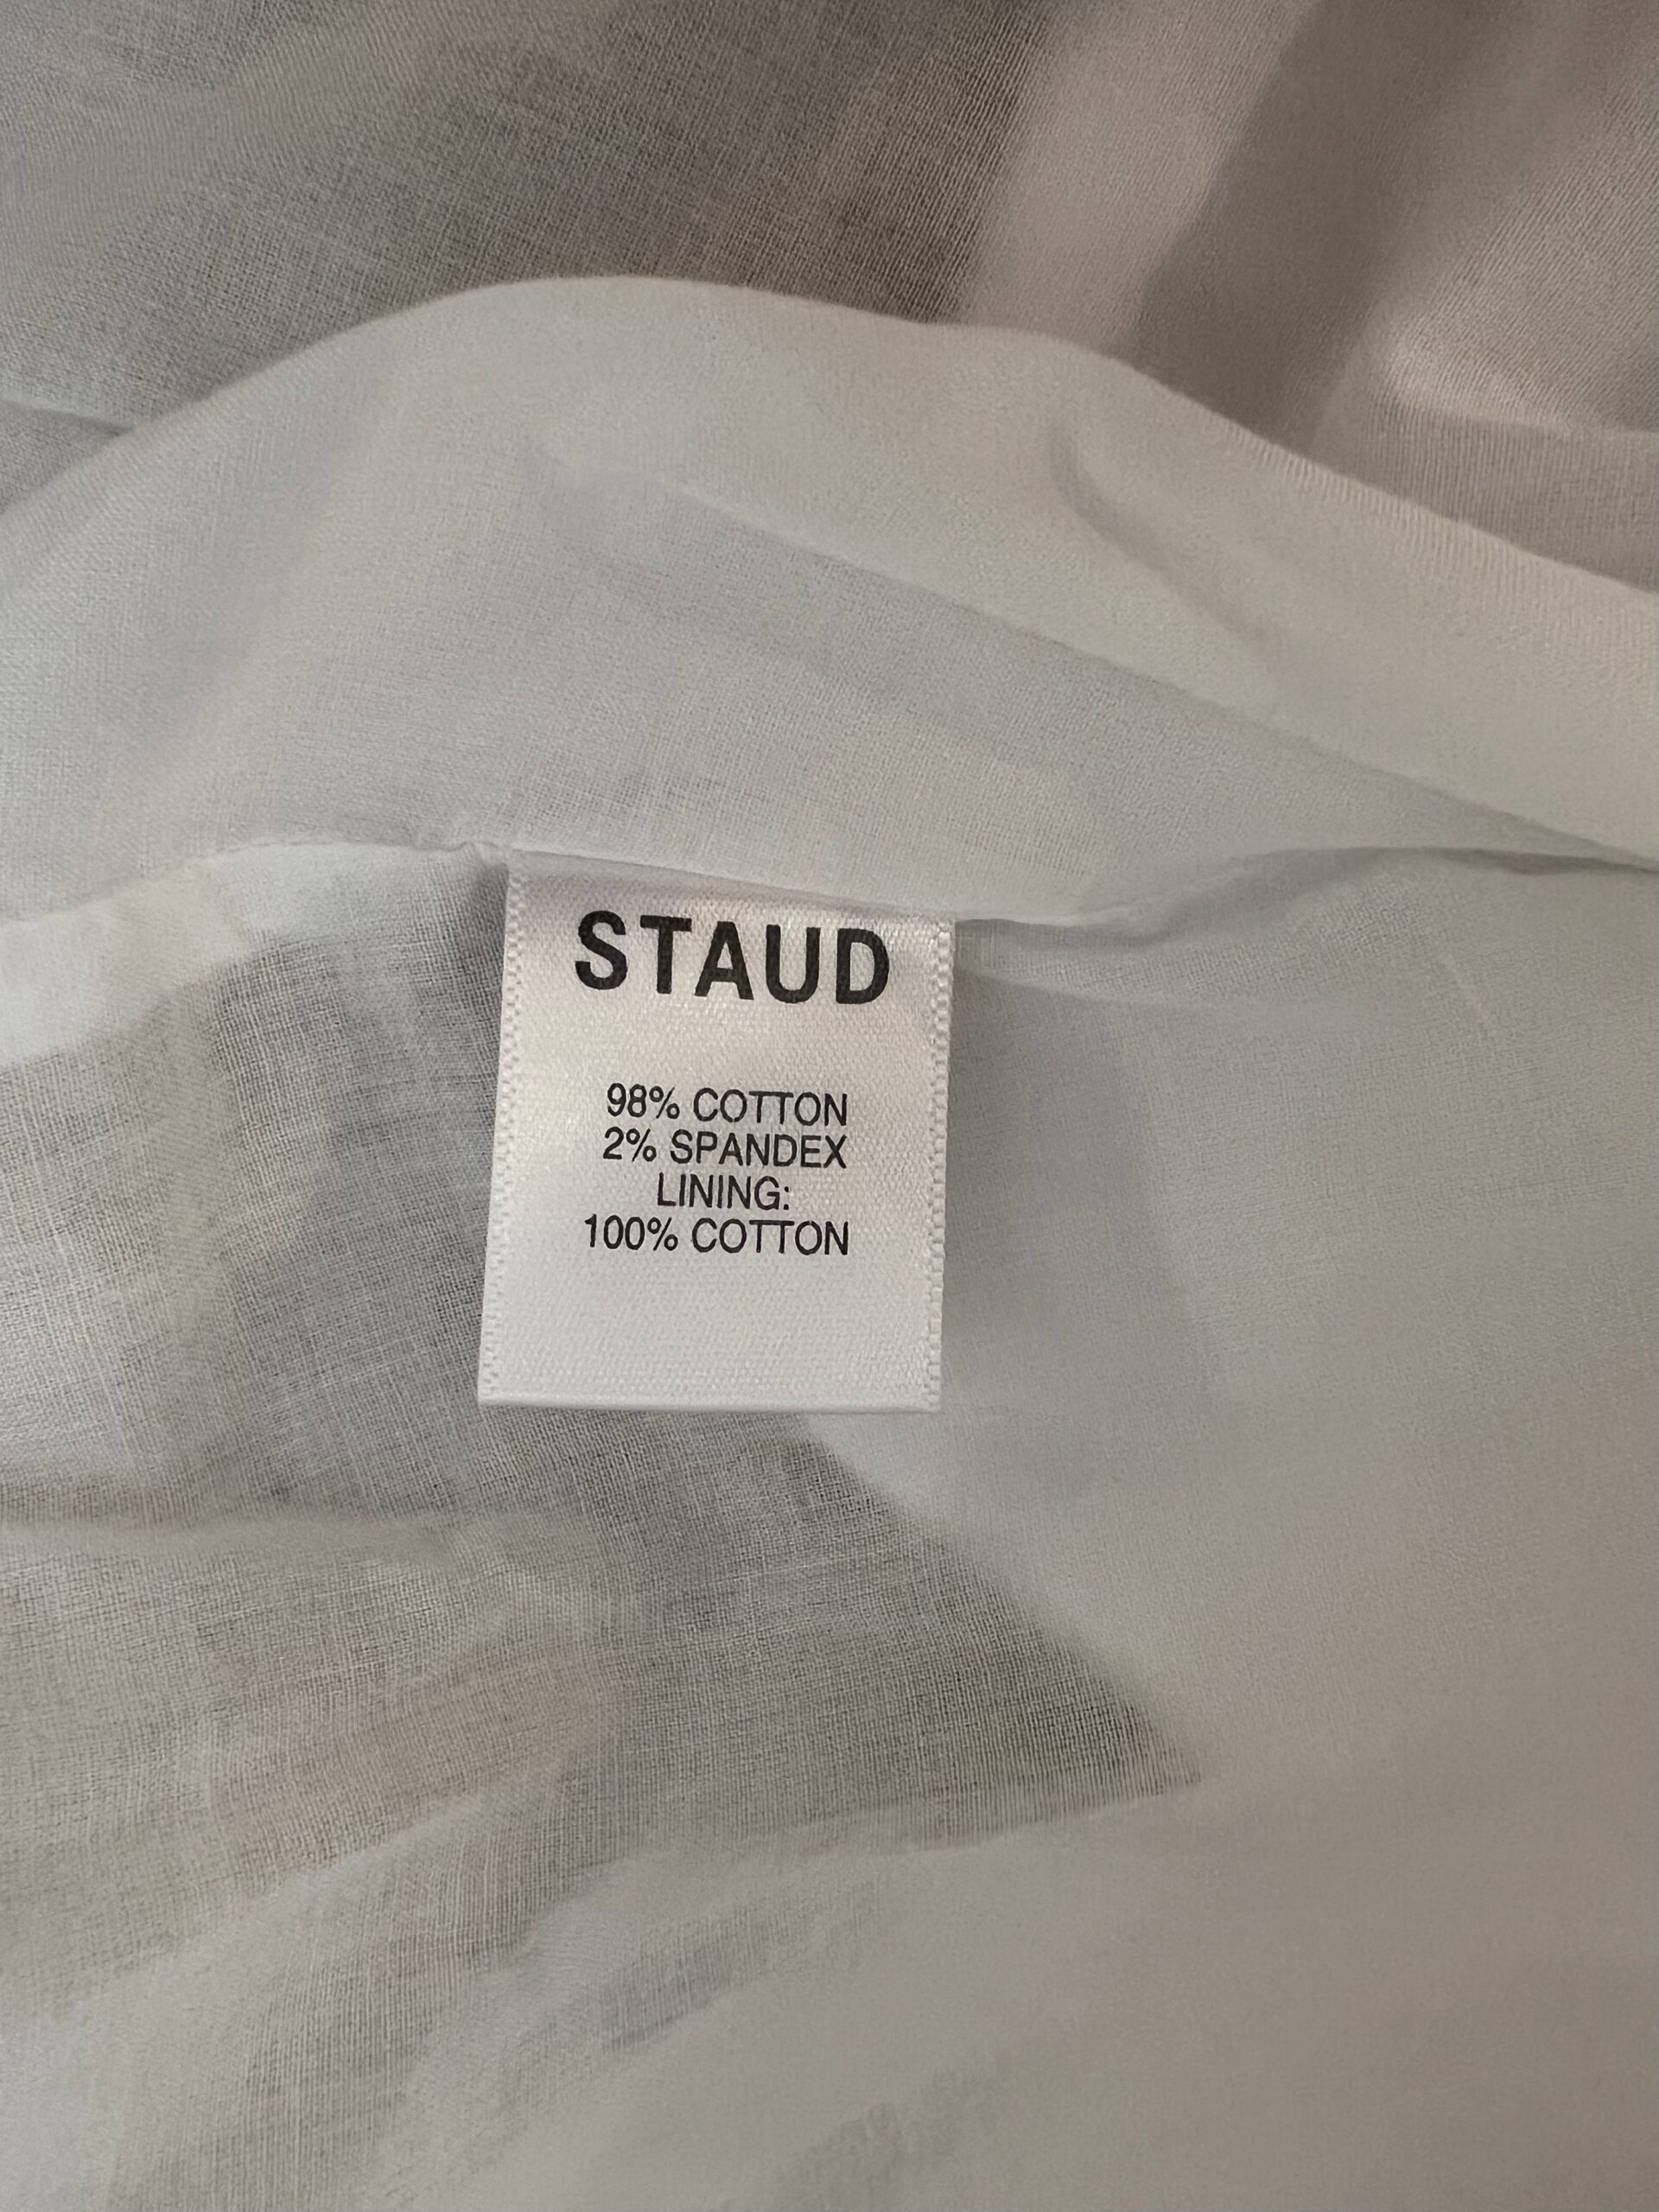 STAUD
98% COTTON
2% SPANDEX
LINING:
100% COTTON